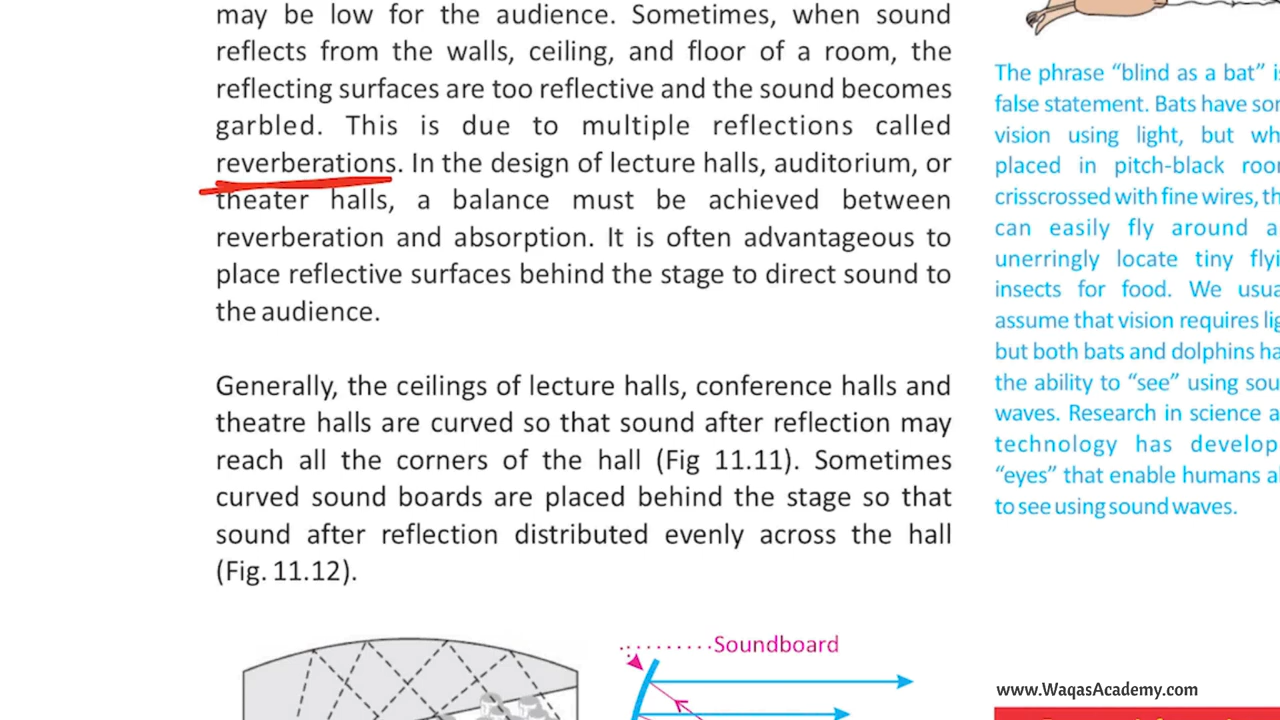 may be low for the audience. Sometimes, when sound
reflects from the walls, ceiling, and floor of a room, the
reflecting surfaces are too reflective and the sound becomes
garbled. This is due to multiple reflections called
reverberations. In the design of lecture halls, auditorium, or
theater halls, a balance must be achieved between
reverberation and absorption. It is often advantageous to
place reflective surfaces behind the stage to direct sound to
the audience.
Generally, the ceilings of lecture halls, conference halls and
theatre halls are curved so that sound after reflection may
reach all the corners of the hall (Fig 11.11). Sometimes
curved sound boards are placed behind the stage so that
sound after reflection distributed evenly across the hall
(Fig. 11.12).
Soundboard
The phrase “blind as a bat”
false statement. Bats have
vision using light, but
placed in pitch-black
crisscrossed with fine wires,
can easily fly around
unerringly locate tiny
insects for food. We
assume that vision requires
but both bats and dolphins
the ability to “see” using
waves. Research in science
technology has
“eyes” that enable humans
to see using sound waves.
www.WaqasAcademy.com